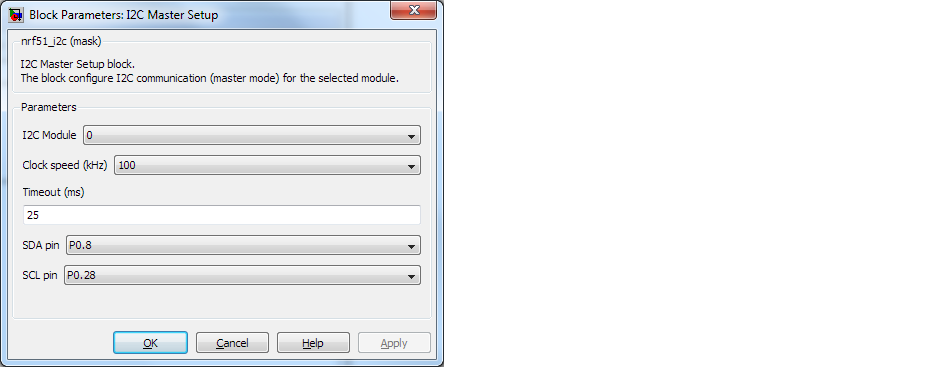 Block Parameters: I2C Master Setup
nrf51_i2c (mask)
I2C Master Setup block.
The block configure I2C communication (master mode) for the selected module.
Parameters
I2C Module 0
Clock speed (kHz) 100
Timeout (ms)
25
SDA pin P0.8
SCL pin P0.28
OK Cancel Help Apply